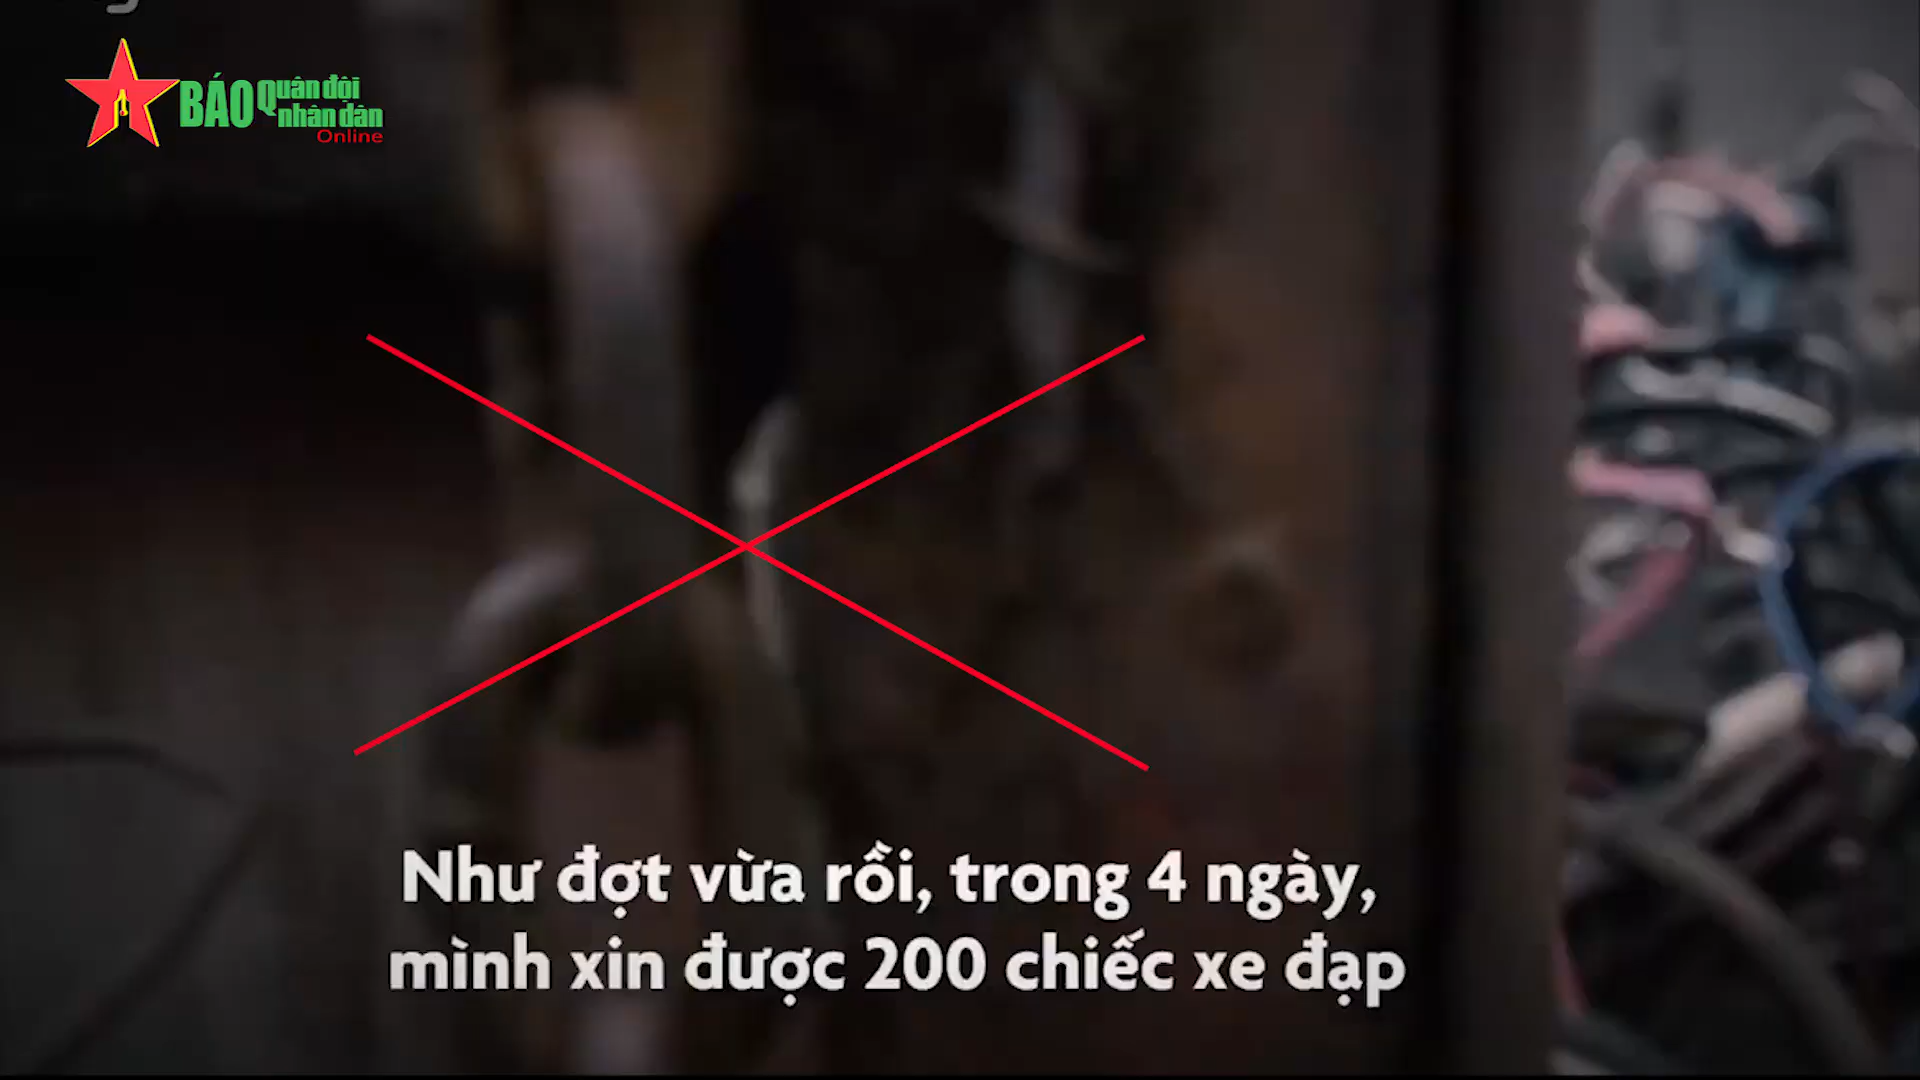 BÁO Quân đội
nhân dân
Online
Như đợt vừa rồi, trong 4 ngày,
mình xin được 200 chiếc xe đạp